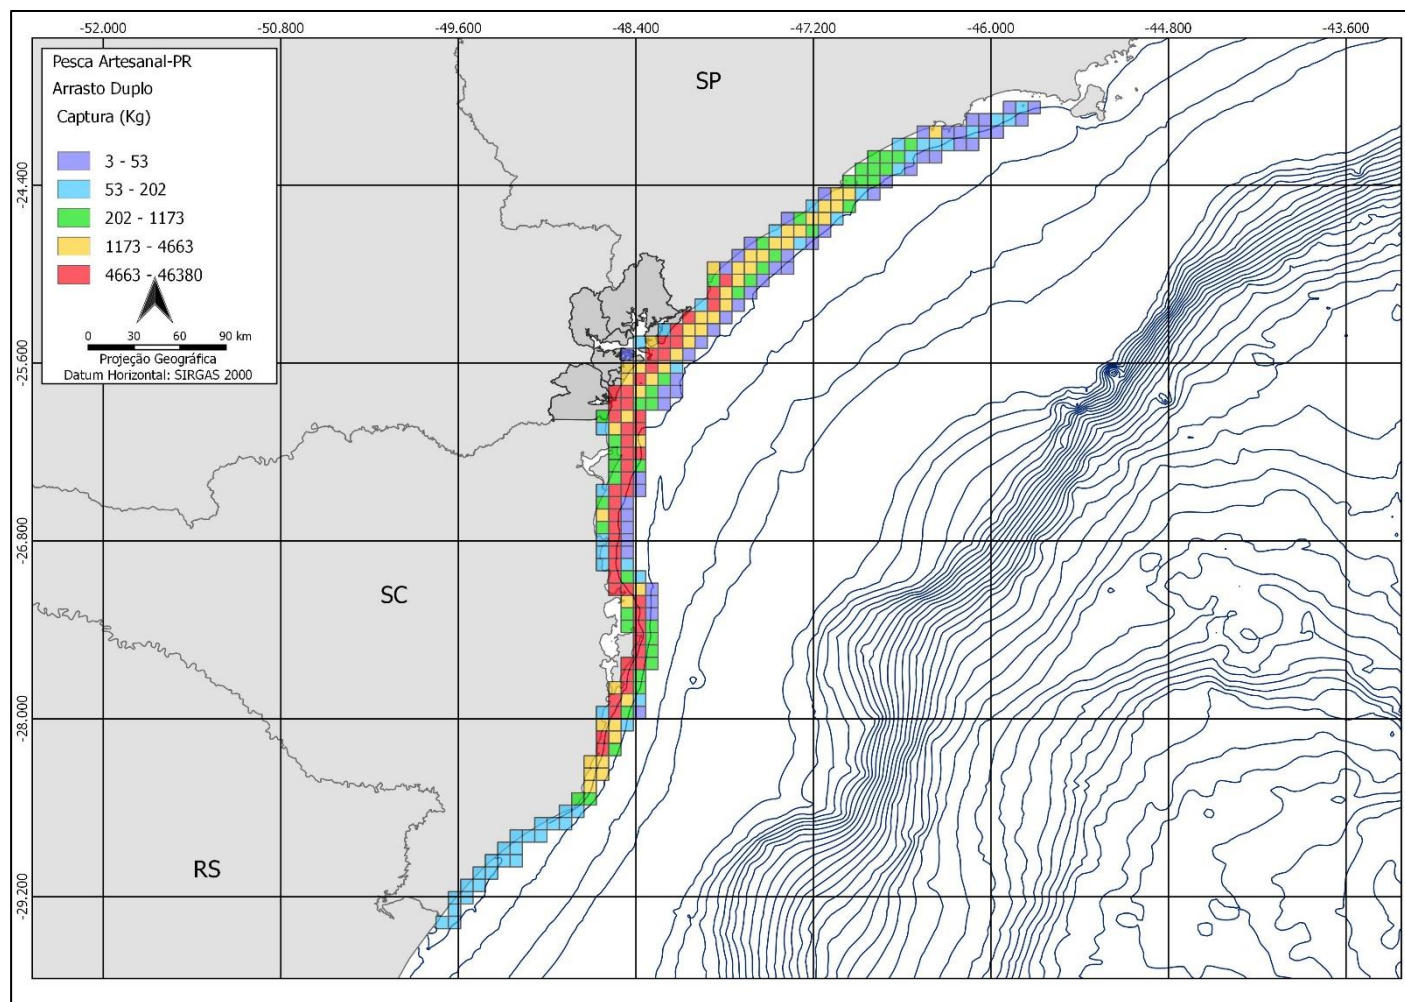 -52.000 -50.800 -49.600 -48.400 -47.200 -46.000 -44.800 -43.600
Pesca Artesanal-PR
Arrasto Duplo
Captura (Kg)
3 - 53
53 - 202
202 - 1173
1173 - 4663
4663 - 46380
0 30 60 90 km
Projeção Geográfica
Datum Horizontal: SIRGAS 2000
SP
SC
RS
-24.400
-25.600
-26.800
-28.000
-29.200